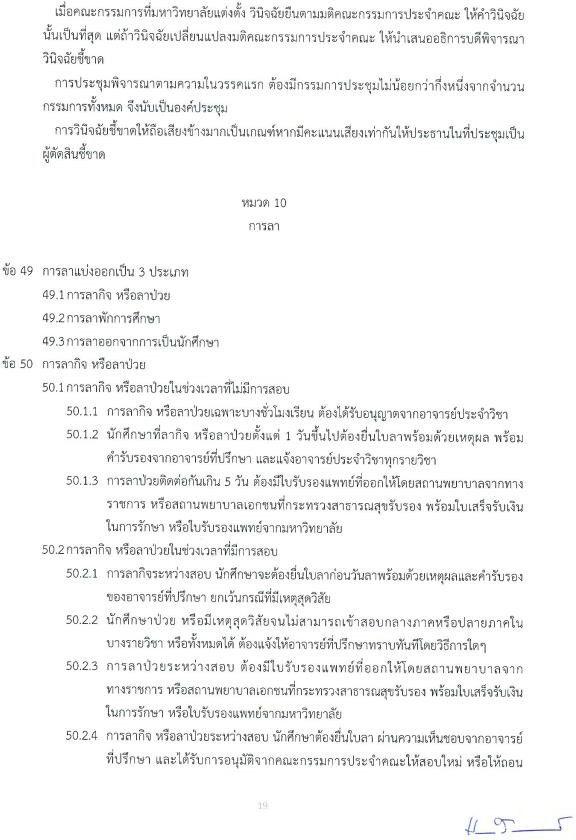 เมื่อคณะกรรมการที่มหาวิทยาลัยแต่งตั้ง วินิจฉัยยืนตามมติคณะกรรมการประจำคณะ ให้คำวินิจฉัย
นั้นเป็นที่สุด แต่ถ้าวินิจฉัยเปลี่ยนแปลงมติคณะกรรมการประจำคณะ ให้นำเสนออธิการบดีพิจารณา
วินิจฉัยชี้ขาด
การประชุมพิจารณาตามความในวรรคแรก ต้องมีกรรมการประชุมไม่น้อยกว่ากึ่งหนึ่งจากจำนวน
กรรมการทั้งหมด จึงนับเป็นองค์ประชุม
การวินิจฉัยชี้ขาดให้ถือเสียงข้างมากเป็นเกณฑ์หากมีคะแนนเสียงเท่ากันให้ประธานในที่ประชุมเป็น
ผู้ตัดสินชี้ขาด
หมวด 10
การลา
ข้อ 49 การลาแบ่งออกเป็น 3 ประเภท
49.1 การลากิจ หรือลาป่วย
49.2 การลาพักการศึกษา
49.3 การลาออกจากการเป็นนักศึกษา
ข้อ 50 การลากิจ หรือลาป่วย
50.1 การลากิจ หรือลาป่วยในช่วงเวลาที่ไม่มีการสอบ
50.1.1 การลากิจ หรือลาป่วยเฉพาะบางชั่วโมงเรียน ต้องได้รับอนุญาตจากอาจารย์ประจำวิชา
50.1.2 นักศึกษาที่ลากิจ หรือลาป่วยตั้งแต่ 1 วันขึ้นไปต้องยื่นใบลาพร้อมด้วยเหตุผล พร้อม
คำรับรองจากอาจารย์ที่ปรึกษา และแจ้งอาจารย์ประจำวิชาทุกรายวิชา
50.1.3 การลาป่วยติดต่อกันเกิน 5 วัน ต้องมีใบรับรองแพทย์ที่ออกให้โดยสถานพยาบาลจากทาง
ราชการ หรือสถานพยาบาลเอกชนที่กระทรวงสาธารณสุขรับรอง พร้อมใบเสร็จรับเงิน
ในการรักษา หรือใบรับรองแพทย์จากมหาวิทยาลัย
50.2 การลากิจ หรือลาป่วยในช่วงเวลาที่มีการสอบ
50.2.1 การลากิจระหว่างสอบ นักศึกษาจะต้องยื่นใบลาก่อนวันลาพร้อมด้วยเหตุผลและคำรับรอง
ของอาจารย์ที่ปรึกษา ยกเว้นกรณีที่มีเหตุสุดวิสัย
50.2.2 นักศึกษาป่วย หรือมีเหตุสุดวิสัยจนไม่สามารถเข้าสอบกลางภาคหรือปลายภาคใน
บางรายวิชา หรือทั้งหมดได้ ต้องแจ้งให้อาจารย์ที่ปรึกษาทราบทันทีโดยวิธีการใดๆ
50.2.3 การลาป่วยระหว่างสอบ ต้องมีใบรับรองแพทย์ที่ออกให้โดยสถานพยาบาลจาก
ทางราชการ หรือสถานพยาบาลเอกชนที่กระทรวงสาธารณสุขรับรอง พร้อมใบเสร็จรับเงิน
ในการรักษา หรือใบรับรองแพทย์จากมหาวิทยาลัย
50.2.4 การลากิจ หรือลาป่วยระหว่างสอบ นักศึกษาต้องยื่นใบลา ผ่านความเห็นชอบจากอาจารย์
ที่ปรึกษา และได้รับการอนุมัติจากคณะกรรมการประจำคณะให้สอบใหม่ หรือให้ถอน
19